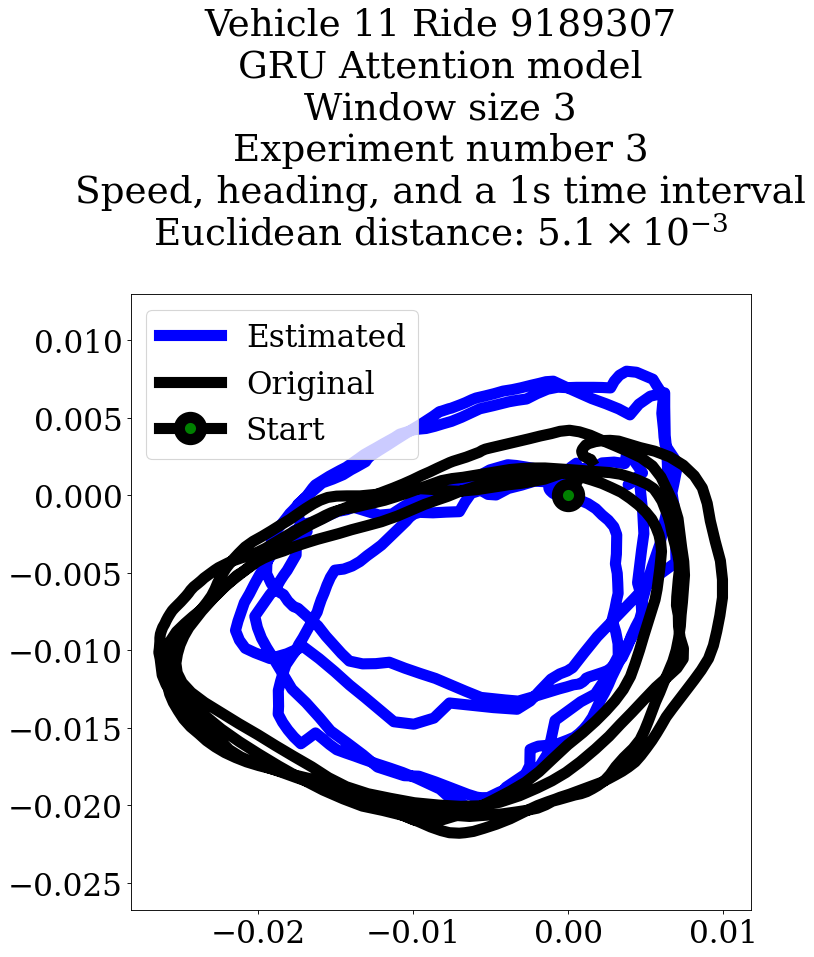 Vehicle 11 Ride 9189307
GRU Attention model
Window size 3
Experiment number 3
Speed, heading, and a 1s time interval
Euclidean distance: 5.1 × 10⁻³
Estimated
Original
Start
0.010
0.005
0.000
−0.005
−0.010
−0.015
−0.020
−0.025
−0.02
−0.01
0.00
0.01